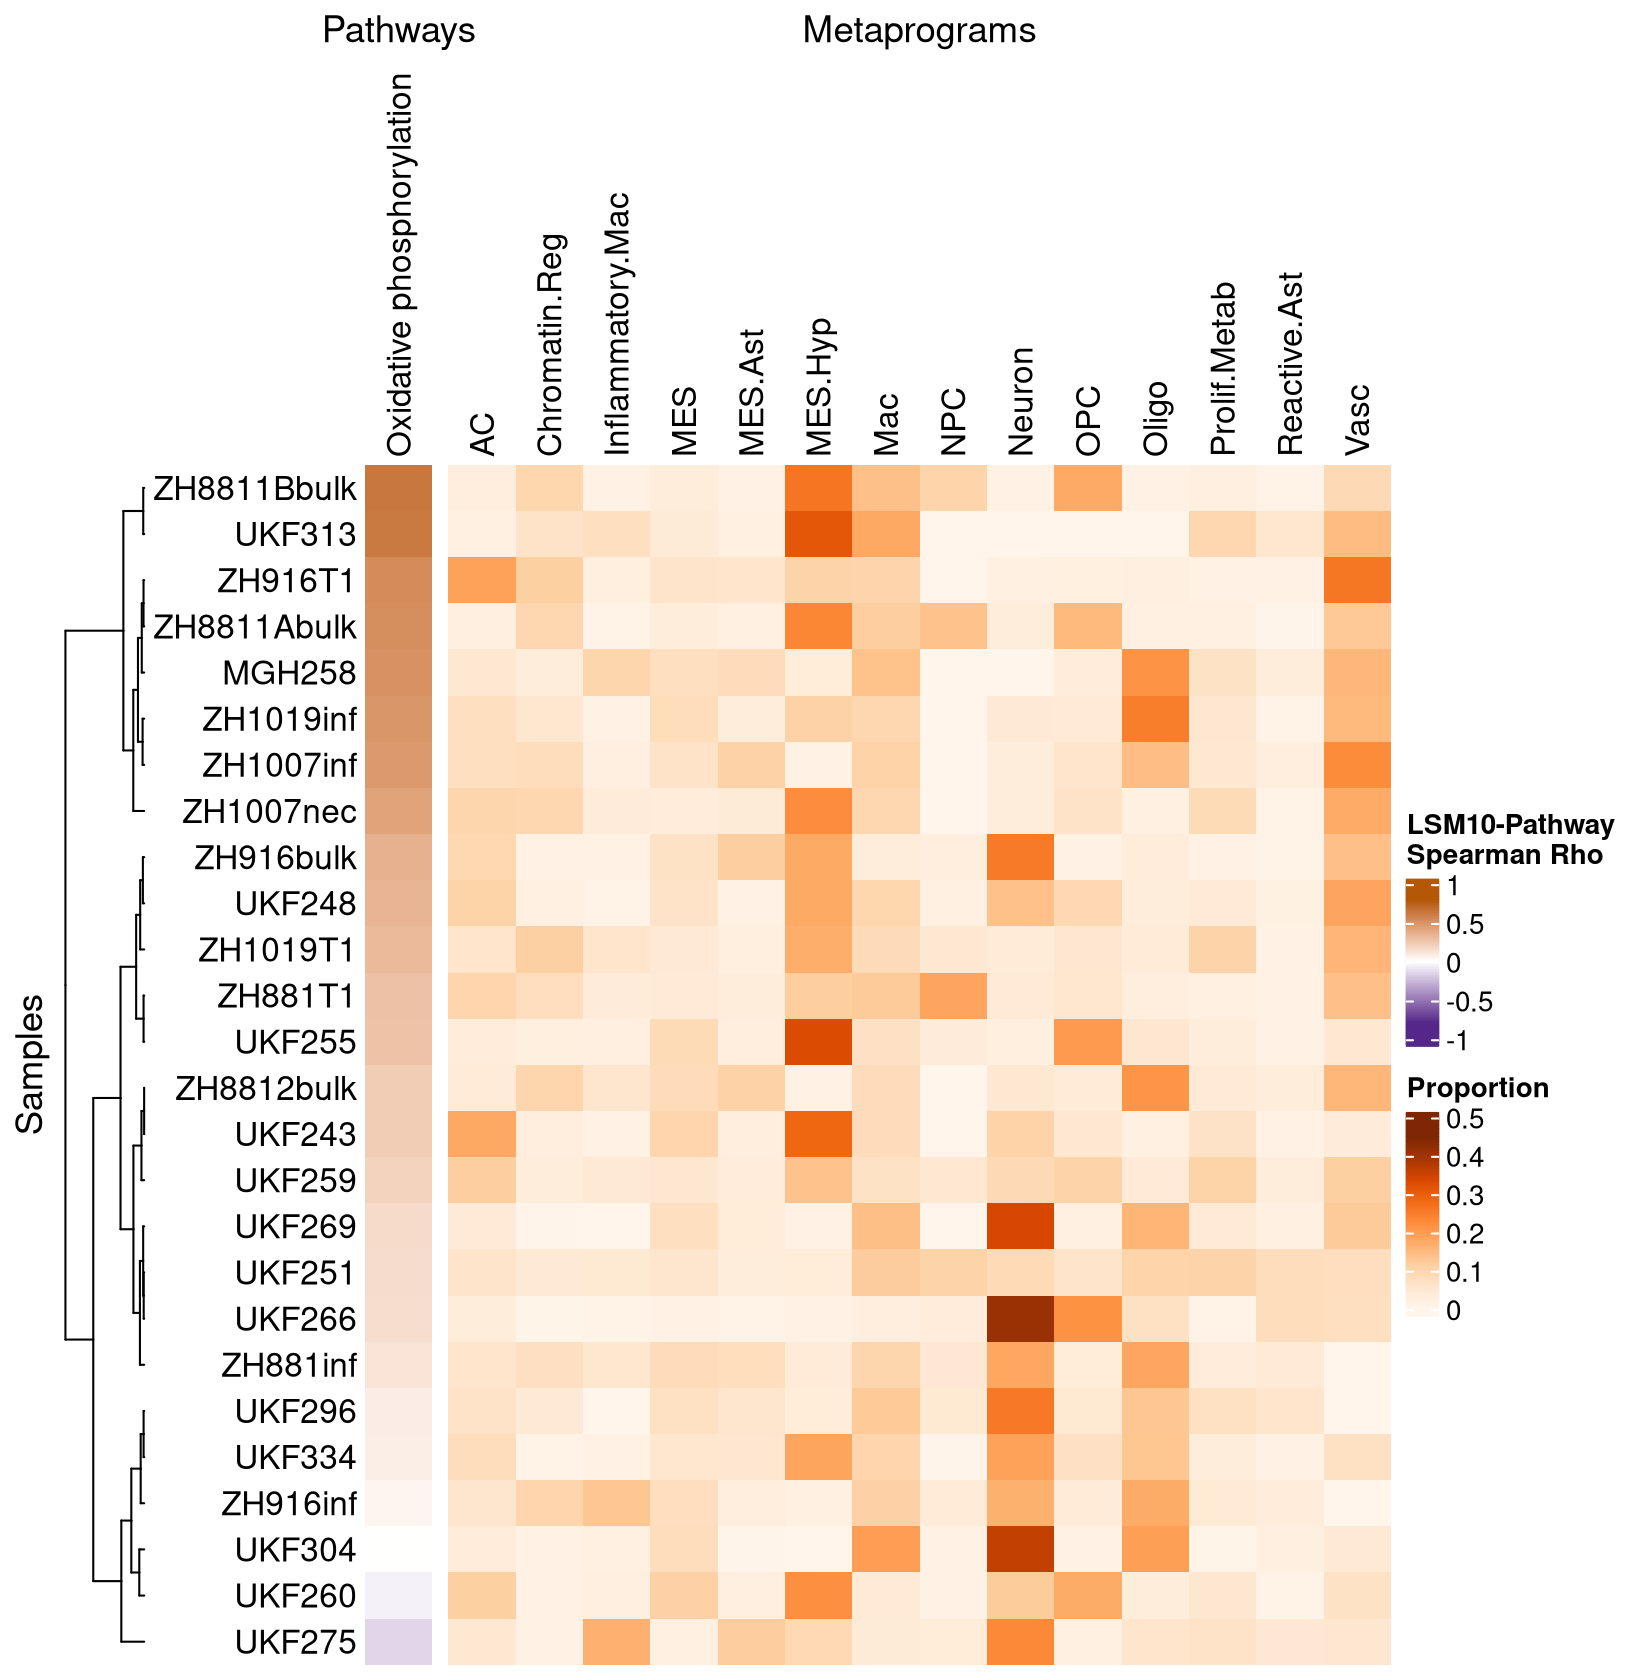 Pathways
Metaprograms
Oxidative phosphorylation
AC
Chromatin.Reg
Inflammatory.Mac
MES
MES.Ast
MES.Hyp
Mac
NPC
Neuron
OPC
Oligo
Prolif.Metab
Reactive.Ast
Vasc
Samples
ZH8811Bbulk
UKF313
ZH916T1
ZH8811Abulk
MGH258
ZH1019inf
ZH1007inf
ZH1007nec
ZH916bulk
UKF248
ZH1019T1
ZH881T1
UKF255
ZH8812bulk
UKF243
UKF259
UKF269
UKF251
UKF266
ZH881inf
UKF296
UKF334
ZH916inf
UKF304
UKF260
UKF275
LSM10-Pathway
Spearman Rho
1
0.5
0
-0.5
-1
Proportion
0.5
0.4
0.3
0.2
0.1
0